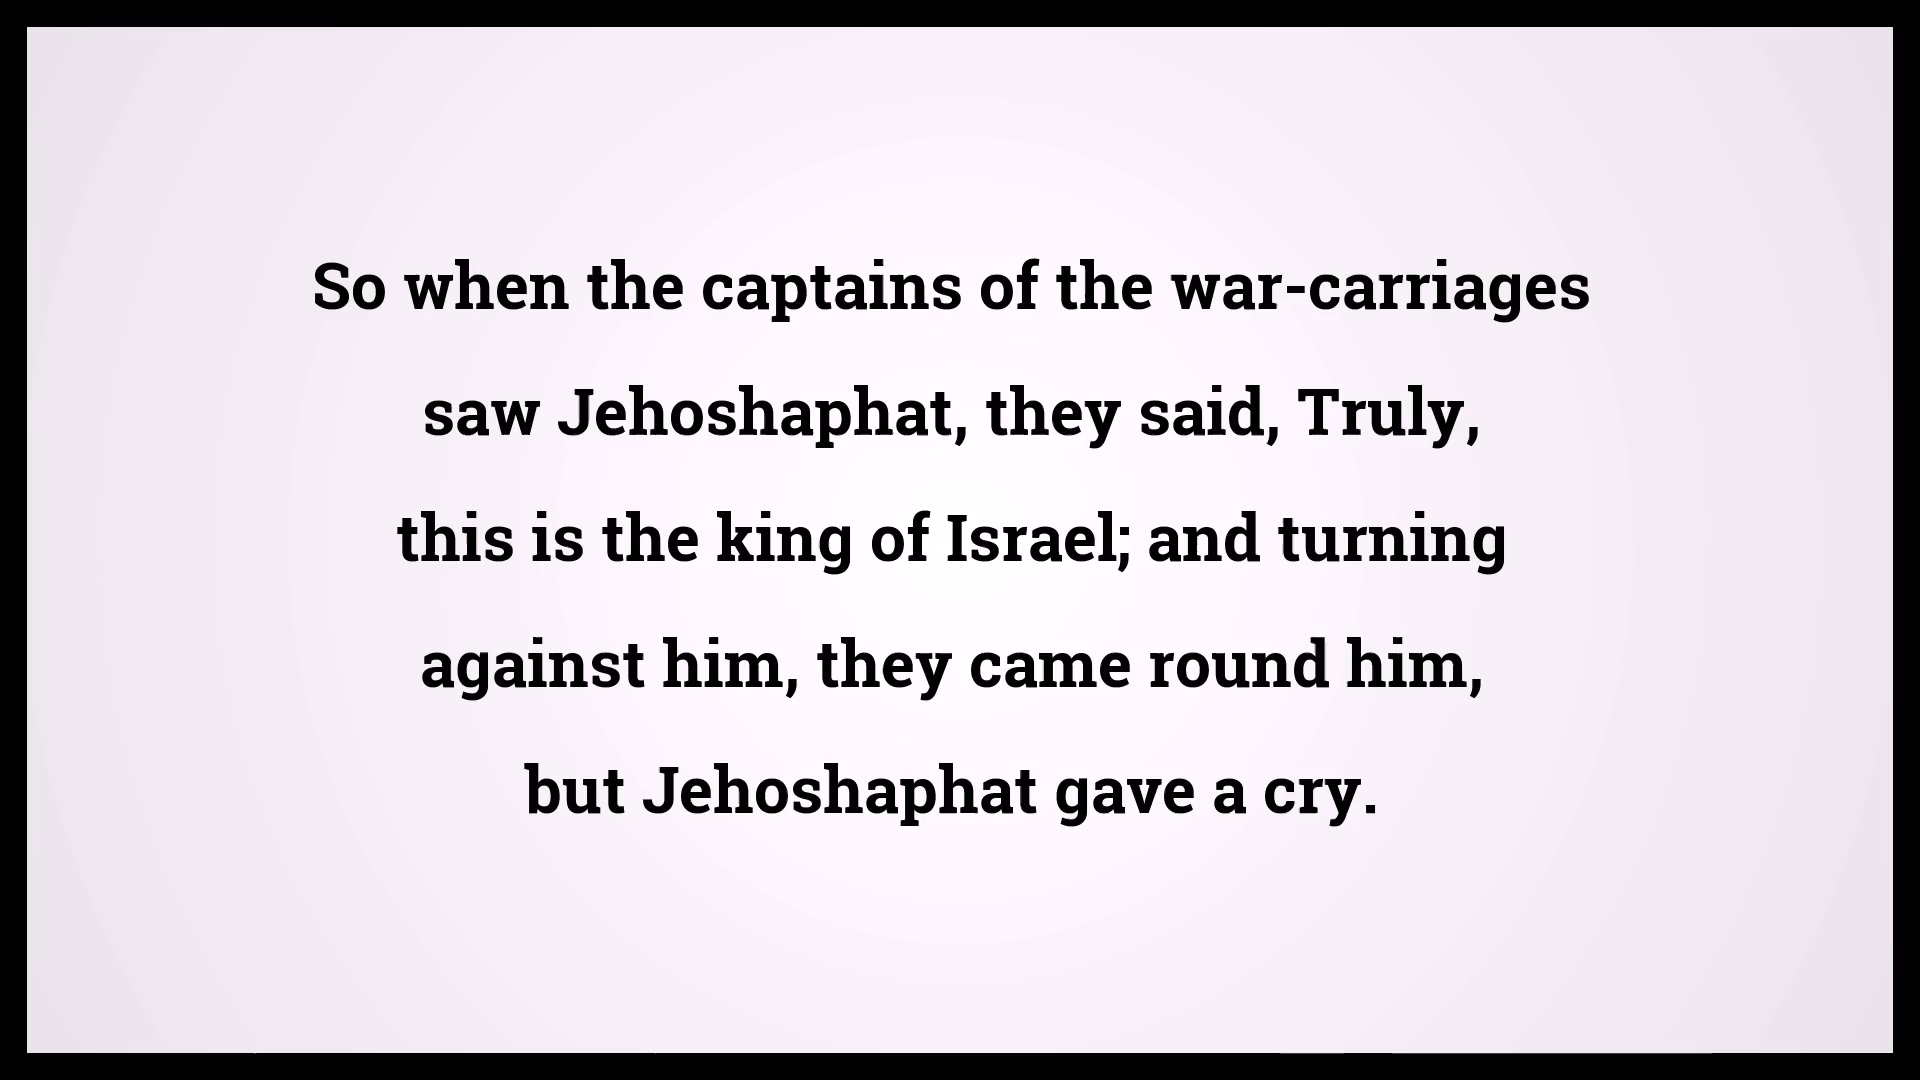 So when the captains of the war-carriages
saw Jehoshaphat, they said, Truly,
this is the king of Israel; and turning
against him, they came round him,
but Jehoshaphat gave a cry.